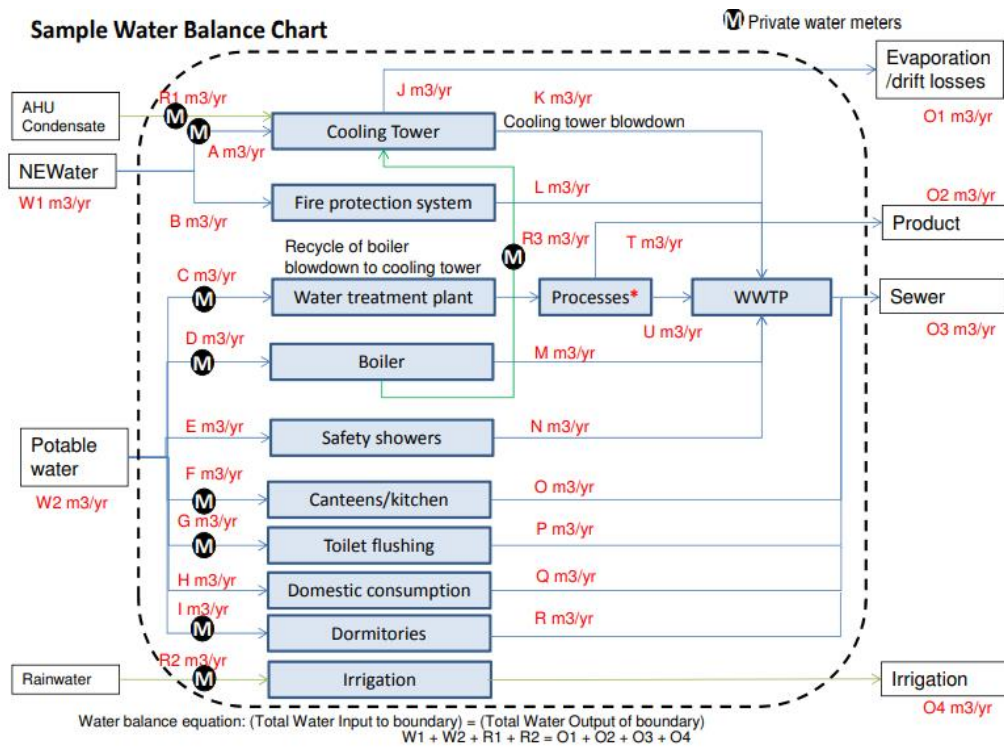 Sample Water Balance Chart
M Private water meters
AHU
Condensate
NEWater
W1 m3/yr
Potable
water
W2 m3/yr
Rainwater
R1 m3/yr
M
M
A m3/yr
B m3/yr
C m3/yr
M
D m3/yr
M
E m3/yr
F m3/yr
M
G m3/yr
M
H m3/yr
I m3/yr
M
R2 m3/yr
M
Cooling Tower
Fire protection system
Recycle of boiler
blowdown to cooling tower
Water treatment plant
Boiler
Safety showers
Canteens/kitchen
Toilet flushing
Domestic consumption
Dormitories
Irrigation
J m3/yr
K m3/yr
Cooling tower blowdown
L m3/yr
R3 m3/yr
M
T m3/yr
Processes*
WWTP
U m3/yr
M m3/yr
N m3/yr
O m3/yr
P m3/yr
Q m3/yr
R m3/yr
Evaporation
/drift losses
O1 m3/yr
O2 m3/yr
Product
Sewer
O3 m3/yr
Irrigation
O4 m3/yr
Water balance equation: (Total Water Input to boundary) = (Total Water Output of boundary)
W1 + W2 + R1 + R2 = O1 + O2 + O3 + O4